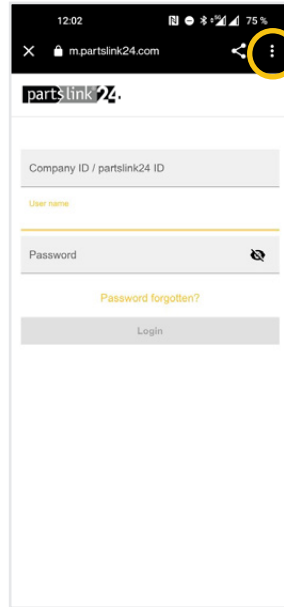 12:02 75 %
m.partslink24.com
partslink24.
Company ID / partslink24 ID
User name
Password
Password forgotten?
Login